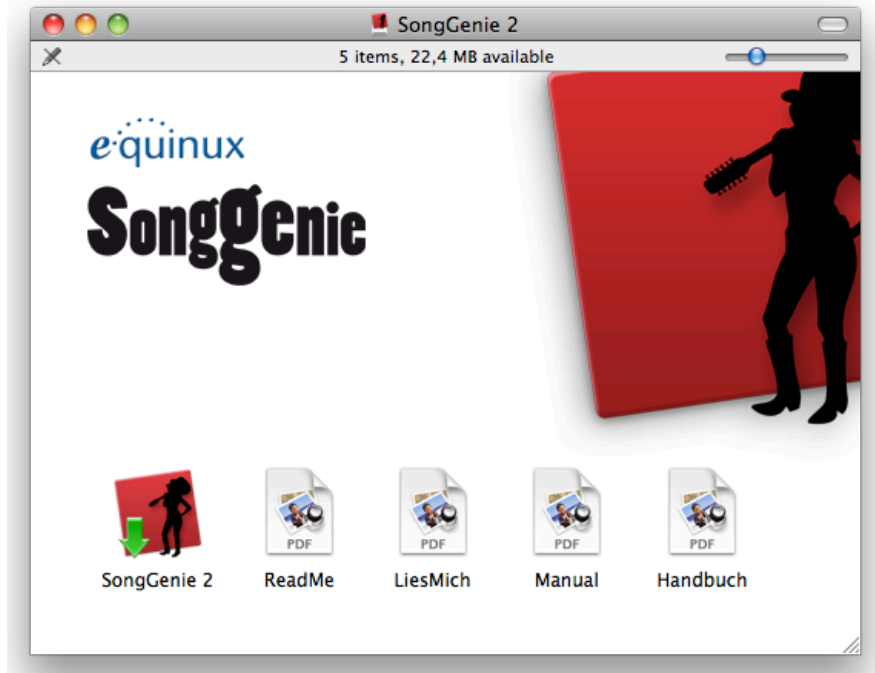 SongGenie 2
5 items, 22,4 MB available
e·quinux
SongGenie
SongGenie 2
PDF
ReadMe
PDF
LiesMich
PDF
Manual
PDF
Handbuch